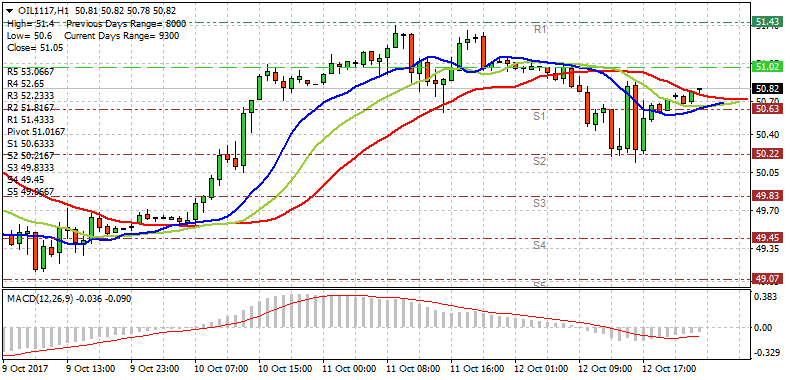 OIL1117,H1 50.81 50.82 50.78 50.82
High= 51.4 Previous Days Range= 8000
Low= 50.6 Current Days Range= 9300
Close= 51.05
R5 53.0667
R4 52.65
R3 52.2333
R2 51.8167
R1 51.4333
Pivot 51.0167
S1 50.6333
S2 50.2167
S3 49.8333
S4 49.45
S5 49.0667
R1
S1
S2
S3
S4
S5
51.43
51.02
50.82
50.70
50.63
50.40
50.22
50.05
49.83
49.70
49.45
49.35
49.07
MACD(12,26,9) -0.036 -0.090
0.383
0.00
-0.329
9 Oct 2017
9 Oct 13:00
9 Oct 23:00
10 Oct 07:00
10 Oct 15:00
11 Oct 00:00
11 Oct 08:00
11 Oct 16:00
12 Oct 01:00
12 Oct 09:00
12 Oct 17:00